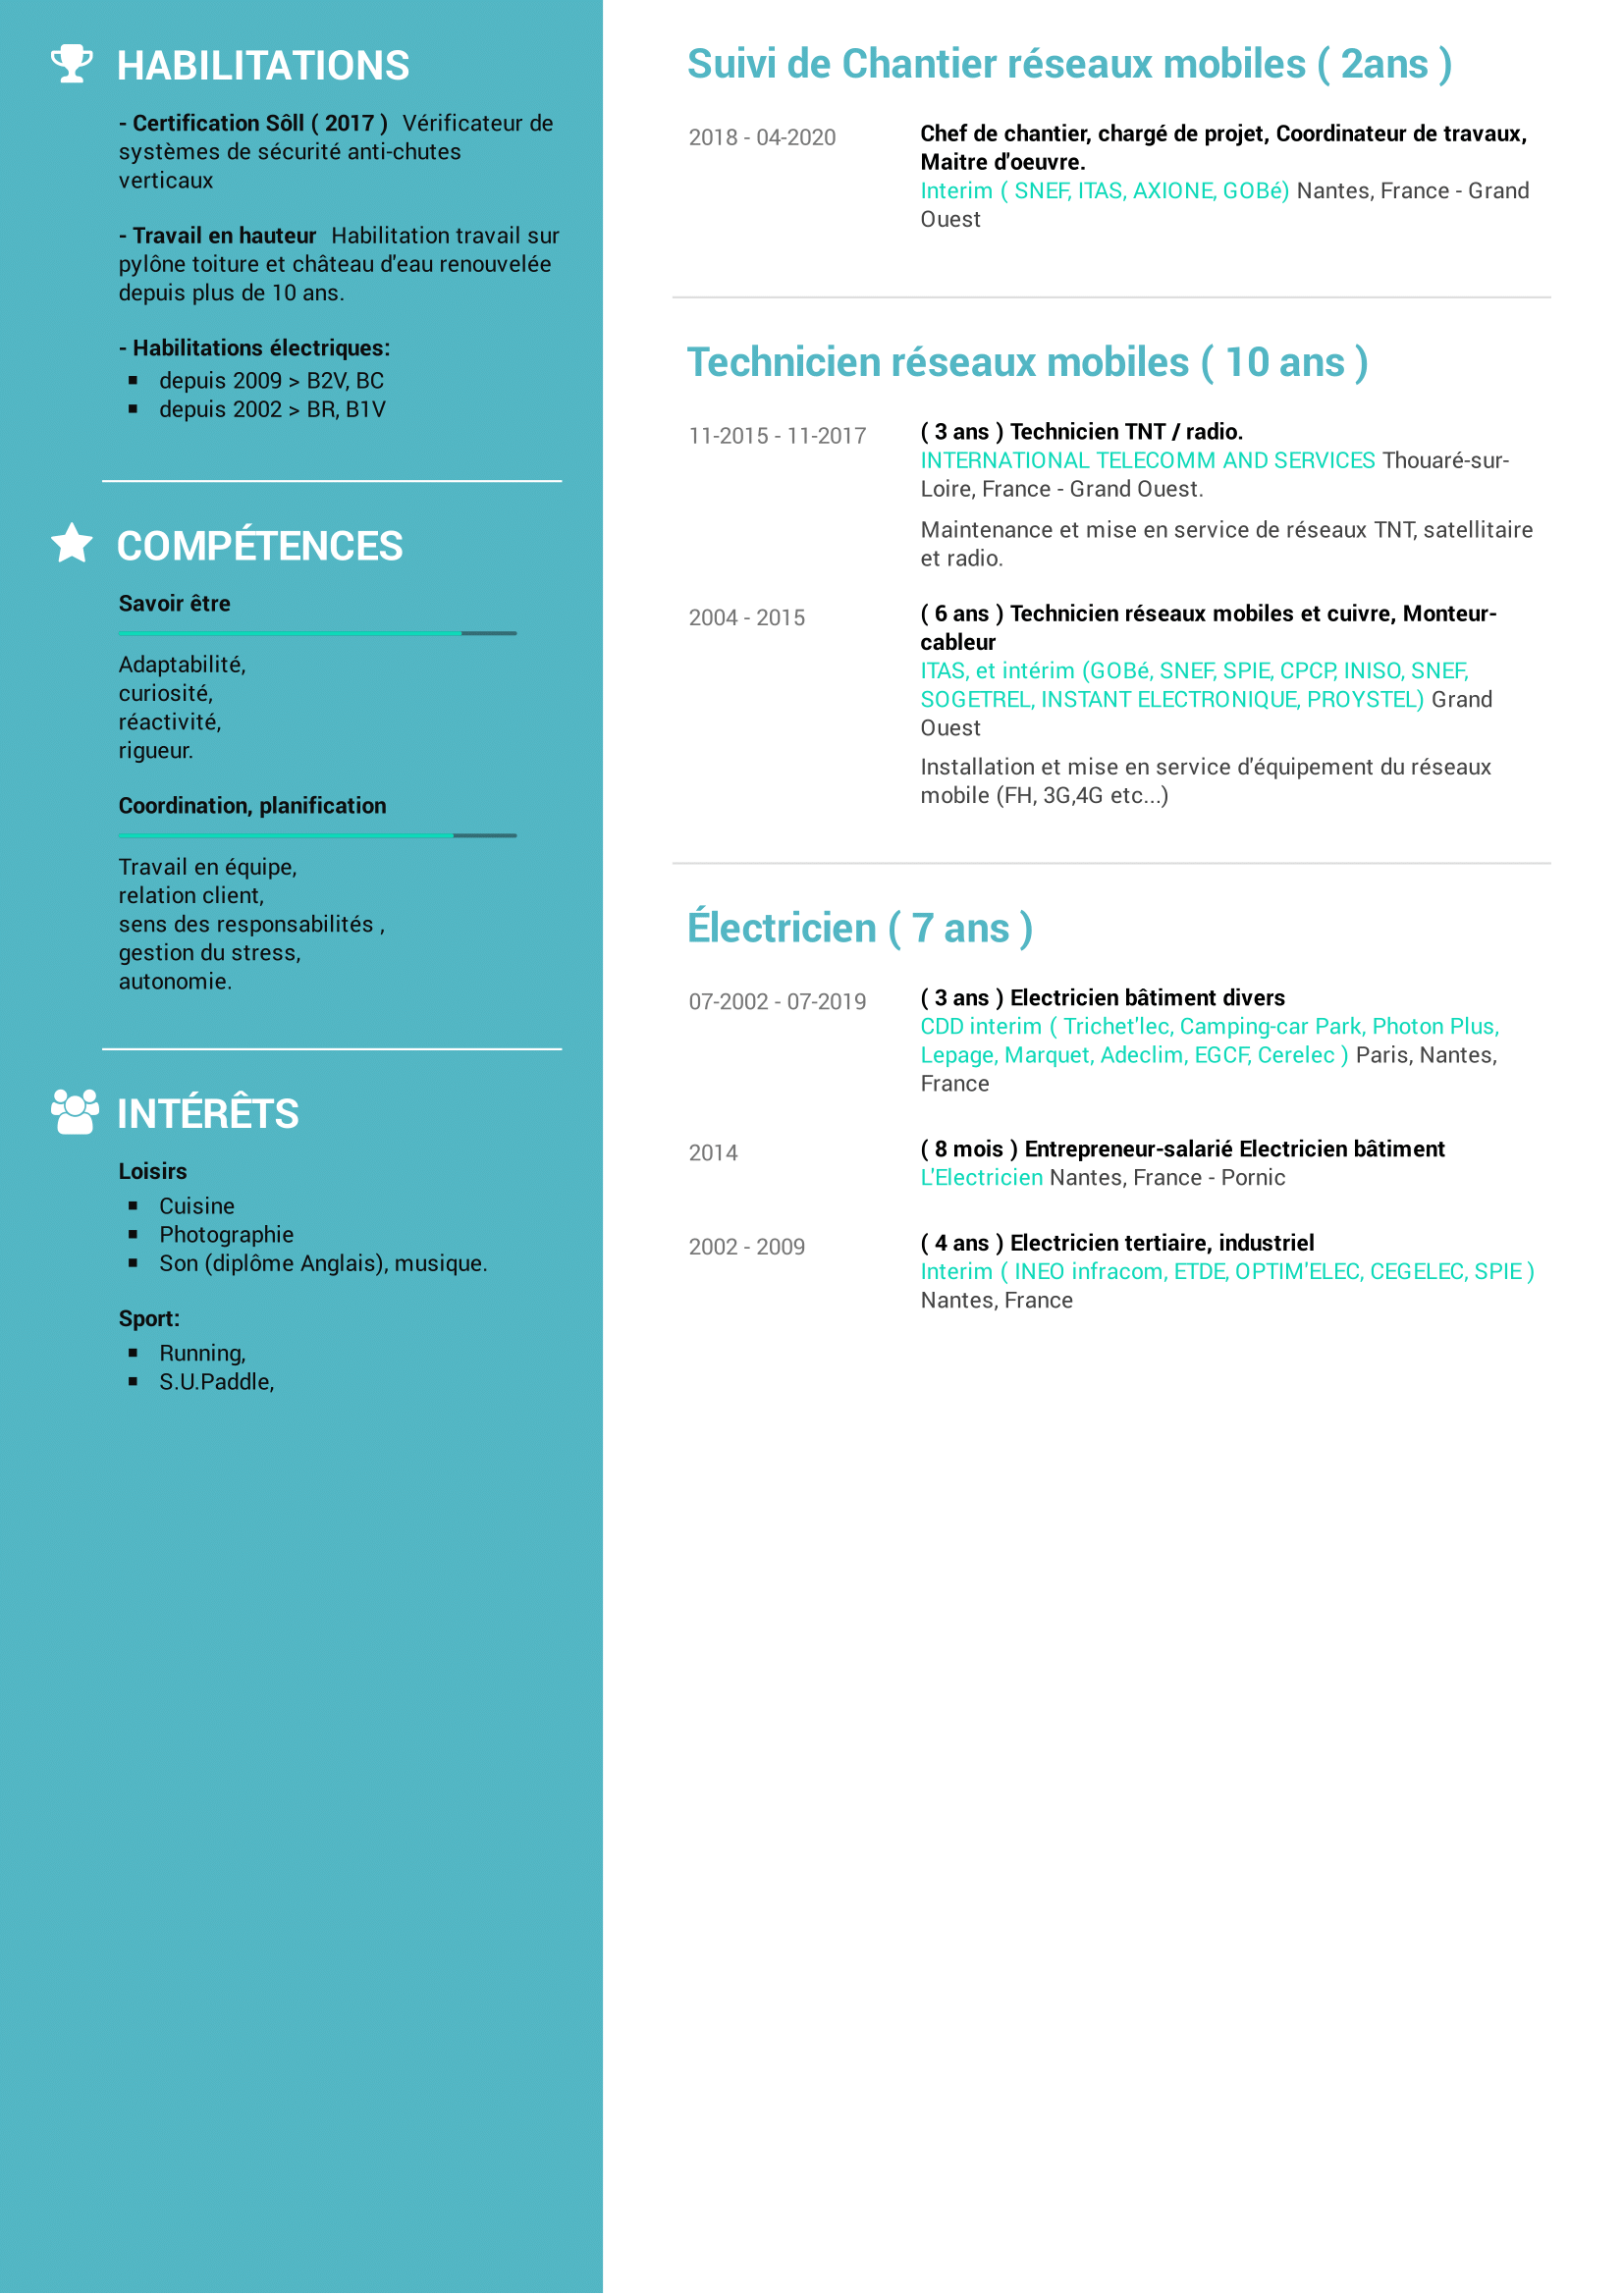 HABILITATIONS
- Certification Sôll ( 2017 )  Vérificateur de
systèmes de sécurité anti-chutes
verticaux
- Travail en hauteur  Habilitation travail sur
pylône toiture et château d'eau renouvelée
depuis plus de 10 ans.
- Habilitations électriques:
▪ depuis 2009 > B2V, BC
▪ depuis 2002 > BR, B1V
COMPÉTENCES
Savoir être
Adaptabilité,
curiosité,
réactivité,
rigueur.
Coordination, planification
Travail en équipe,
relation client,
sens des responsabilités ,
gestion du stress,
autonomie.
INTÉRÊTS
Loisirs
▪ Cuisine
▪ Photographie
▪ Son (diplôme Anglais), musique.
Sport:
▪ Running,
▪ S.U.Paddle,
Suivi de Chantier réseaux mobiles ( 2ans )
2018 - 04-2020
Chef de chantier, chargé de projet, Coordinateur de travaux,
Maitre d'oeuvre.
Interim ( SNEF, ITAS, AXIONE, GOBé) Nantes, France - Grand
Ouest
Technicien réseaux mobiles ( 10 ans )
11-2015 - 11-2017
( 3 ans ) Technicien TNT / radio.
INTERNATIONAL TELECOMM AND SERVICES Thouaré-sur-
Loire, France - Grand Ouest.
Maintenance et mise en service de réseaux TNT, satellitaire
et radio.
2004 - 2015
( 6 ans ) Technicien réseaux mobiles et cuivre, Monteur-
cableur
ITAS, et intérim (GOBé, SNEF, SPIE, CPCP, INISO, SNEF,
SOGETREL, INSTANT ELECTRONIQUE, PROYSTEL) Grand
Ouest
Installation et mise en service d'équipement du réseaux
mobile (FH, 3G,4G etc...)
Électricien ( 7 ans )
07-2002 - 07-2019
( 3 ans ) Electricien bâtiment divers
CDD interim ( Trichet'lec, Camping-car Park, Photon Plus,
Lepage, Marquet, Adeclim, EGCF, Cerelec ) Paris, Nantes,
France
2014
( 8 mois ) Entrepreneur-salarié Electricien bâtiment
L'Electricien Nantes, France - Pornic
2002 - 2009
( 4 ans ) Electricien tertiaire, industriel
Interim ( INEO infracom, ETDE, OPTIM'ELEC, CEGELEC, SPIE )
Nantes, France